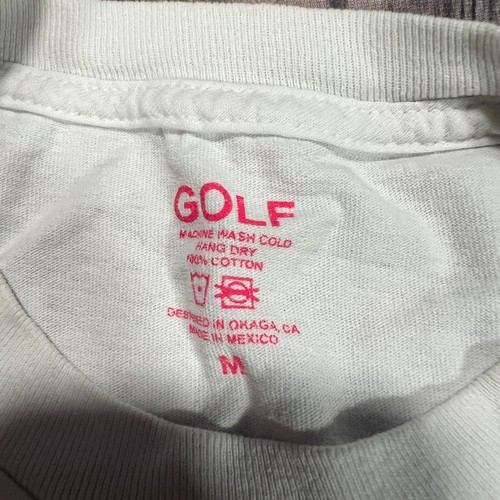 GOLF
MACHINE WASH COLD
HANG DRY
100% COTTON
DESIGNED IN OKAGA, CA
MADE IN MEXICO
M